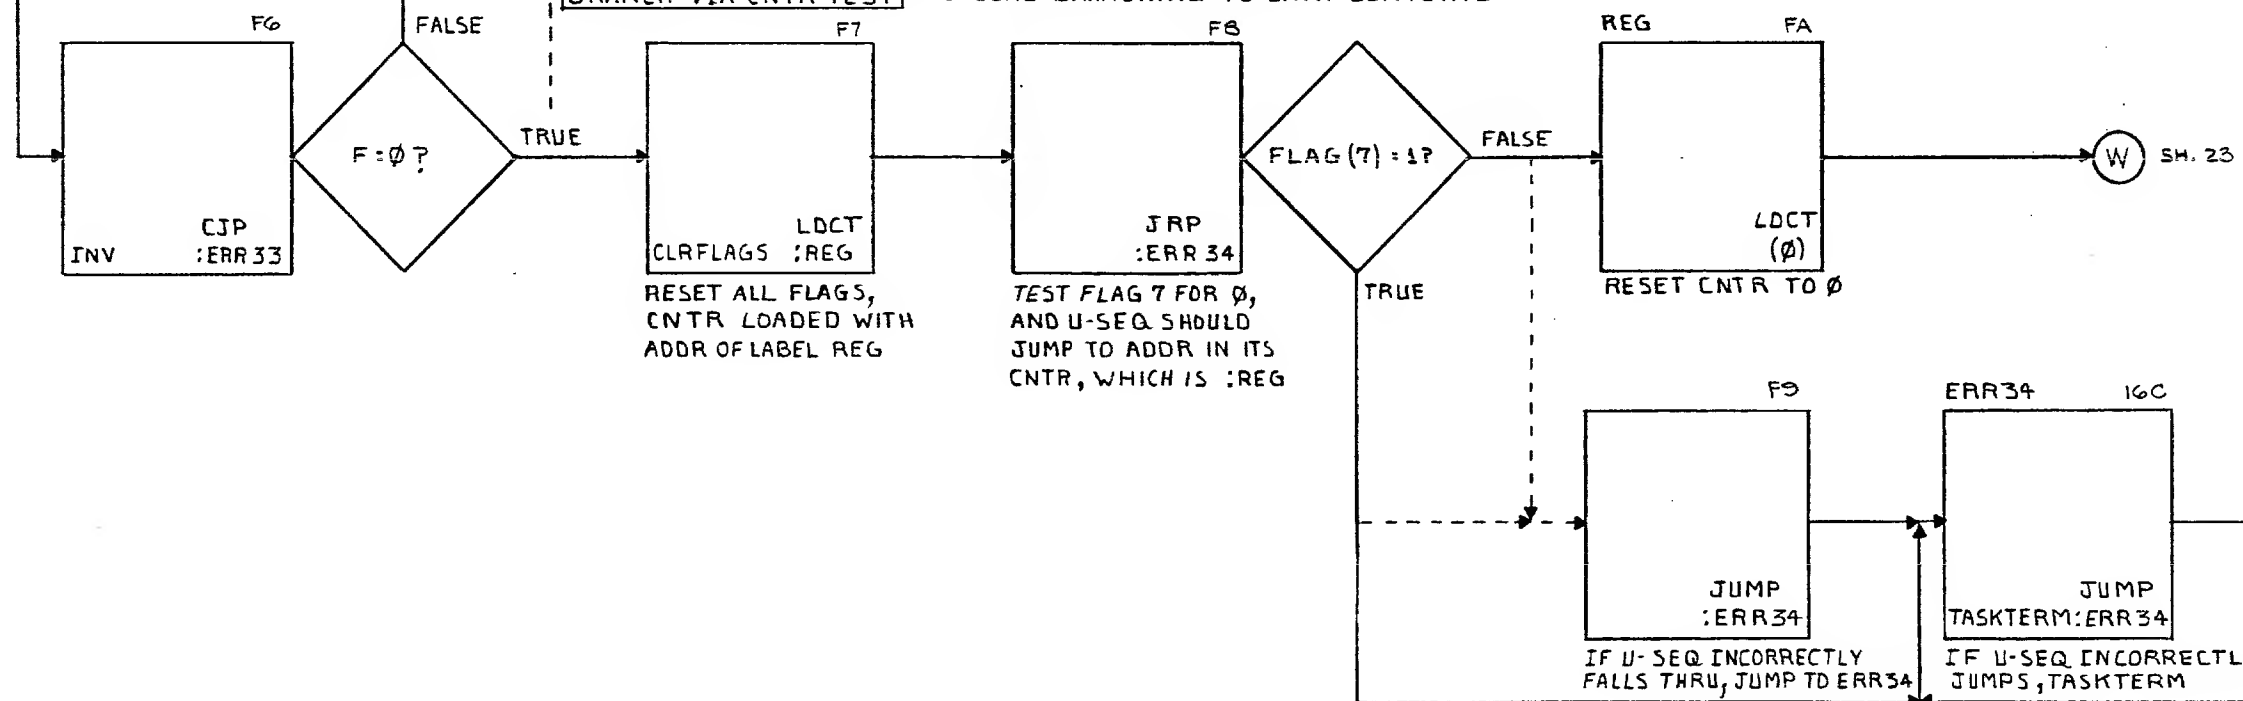 FALSE
F6
F=Ø?
TRUE
CJP
INV :ERR33
F7
LDCT
CLRFLAGS :REG
RESET ALL FLAGS,
CNTR LOADED WITH
ADDR OF LABEL REG
F8
JRP
:ERR34
TEST FLAG 7 FOR Ø,
AND U-SEQ SHOULD
JUMP TO ADDR IN ITS
CNTR, WHICH IS :REG
FLAG(7)=1?
FALSE
TRUE
REG FA
LDCT
(Ø)
RESET CNTR TO Ø
W SH. 23
F9
JUMP
:ERR34
IF U-SEQ INCORRECTLY
FALLS THRU, JUMP TO ERR34
ERR34 16C
JUMP
TASKTERM:ERR34
IF U-SEQ INCORRECTL
JUMPS, TASKTERM